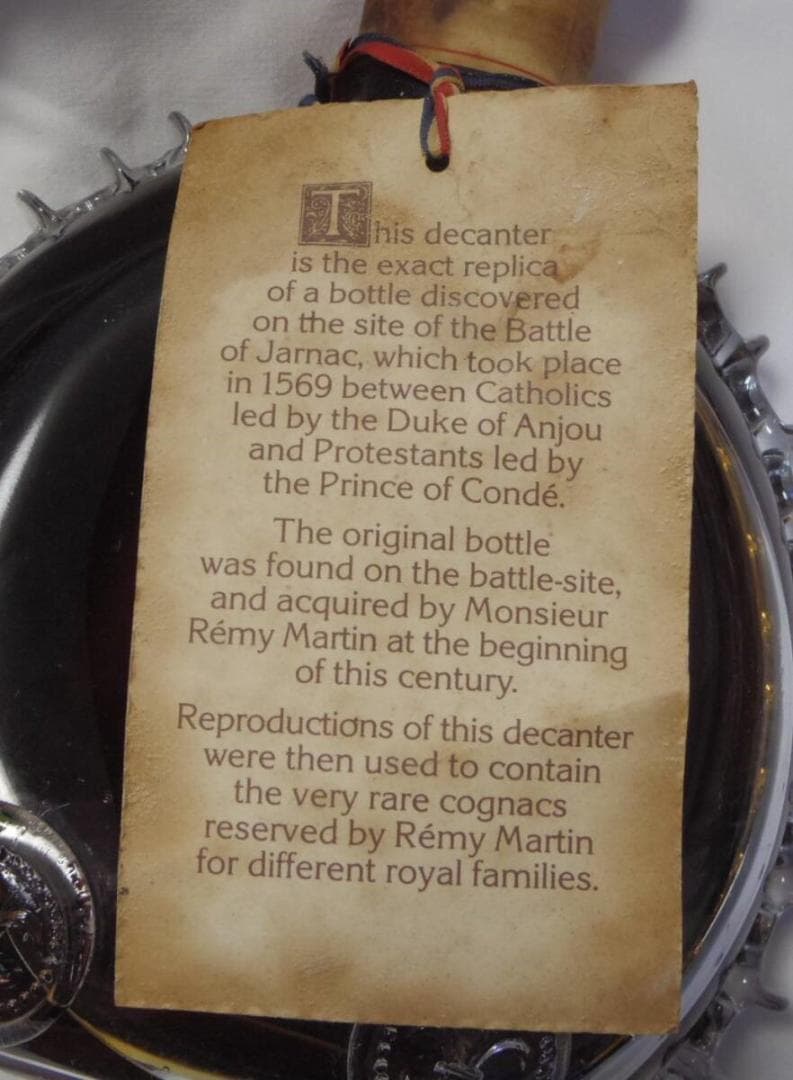 This decanter
is the exact replica
of a bottle discovered
on the site of the Battle
of Jarnac, which took place
in 1569 between Catholics
led by the Duke of Anjou
and Protestants led by
the Prince of Condé.
The original bottle
was found on the battle-site,
and acquired by Monsieur
Rémy Martin at the beginning
of this century.
Reproductions of this decanter
were then used to contain
the very rare cognacs
reserved by Rémy Martin
for different royal families.